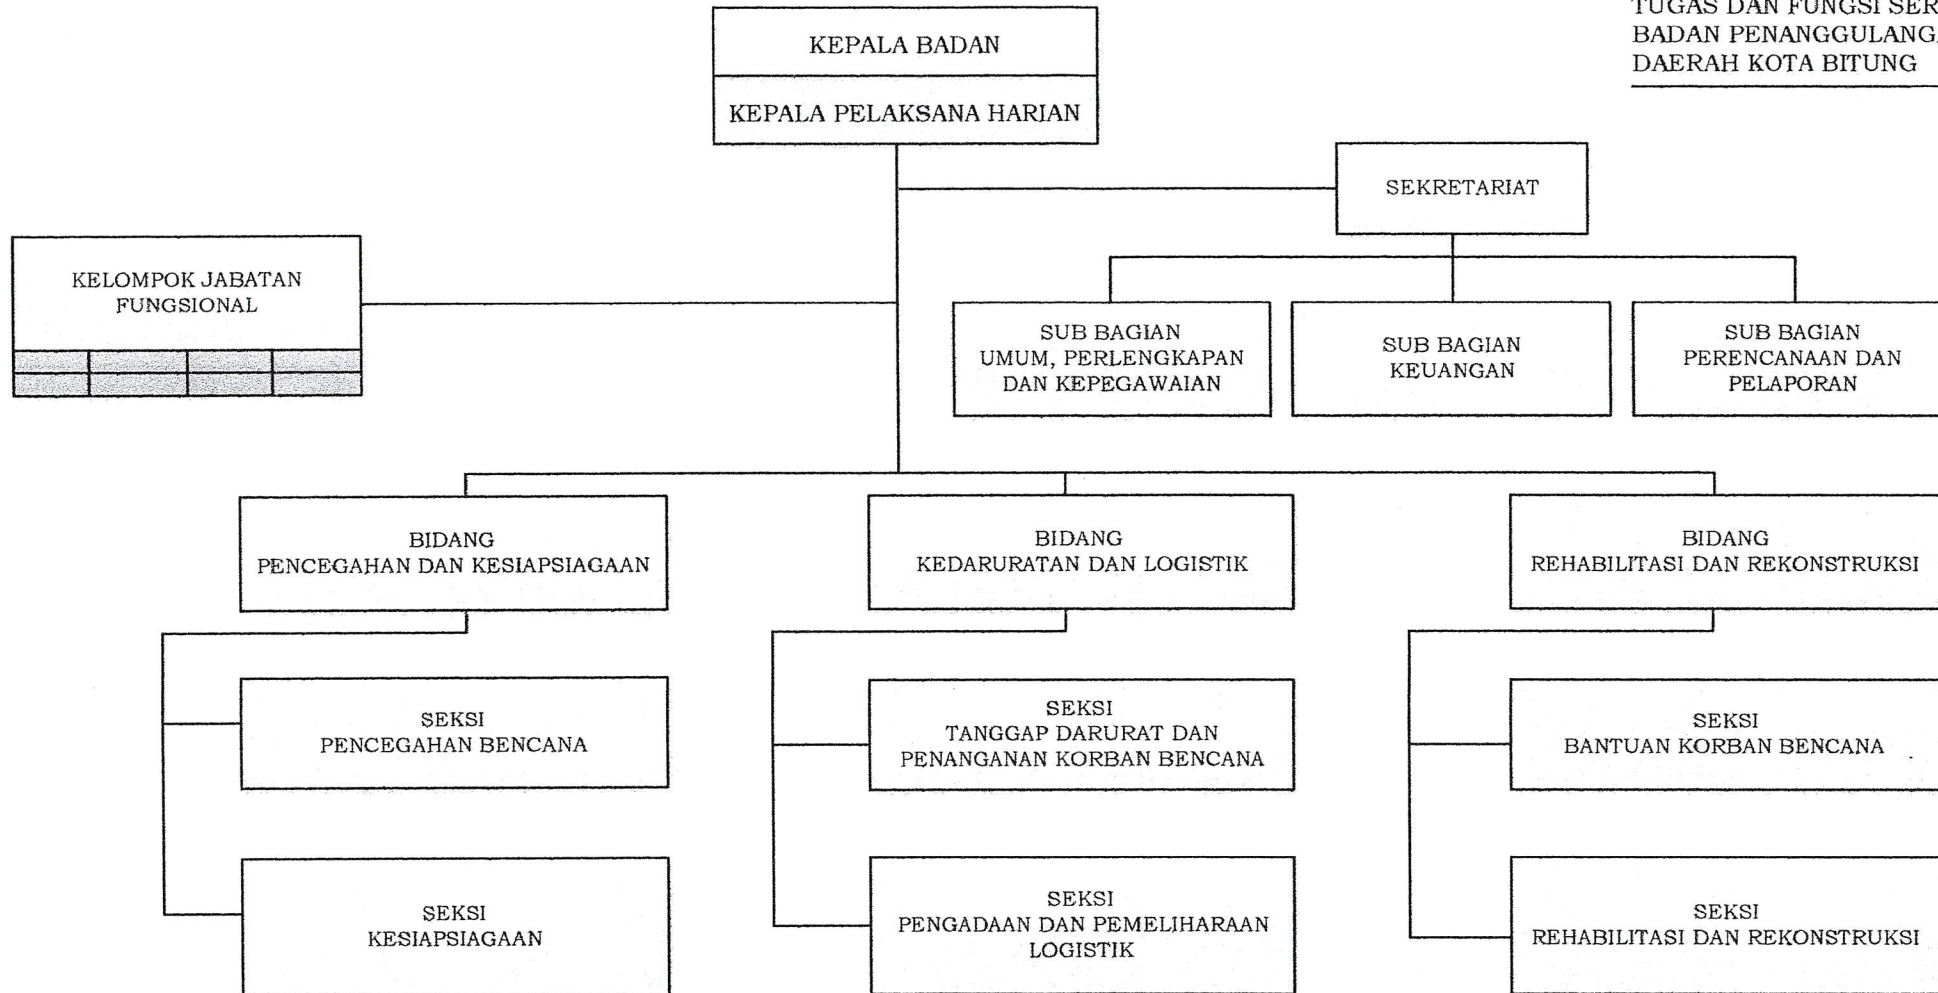 TUGAS DAN FUNGSI
BADAN
DAERAH KOTA BITUNG
KEPALA BADAN
KEPALA PELAKSANA HARIAN
SEKRETARIAT
KELOMPOK JABATAN
FUNGSIONAL
SUB BAGIAN
UMUM, PERLENGKAPAN
DAN KEPEGAWAIAN
SUB BAGIAN
KEUANGAN
SUB BAGIAN
PERENCANAAN DAN
PELAPORAN
BIDANG
PENCEGAHAN DAN KESIAPSIAGAAN
BIDANG
KEDARURATAN DAN LOGISTIK
BIDANG
REHABILITASI DAN REKONSTRUKSI
SEKSI
PENCEGAHAN BENCANA
SEKSI
TANGGAP DARURAT DAN
PENANGANAN KORBAN BENCANA
SEKSI
BANTUAN KORBAN BENCANA
SEKSI
KESIAPSIAGAAN
SEKSI
PENGADAAN DAN PEMELIHARAAN
LOGISTIK
SEKSI
REHABILITASI DAN REKONSTRUKSI